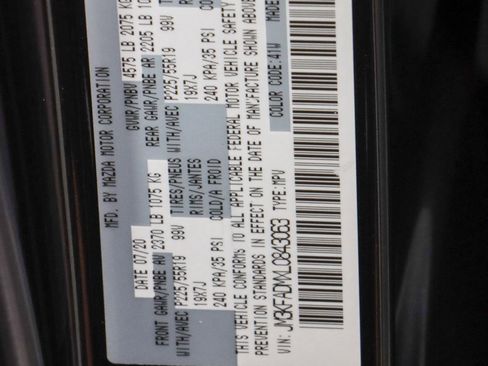 MFD. BY MAZDA MOTOR CORPORATION
DATE 07/20 GVWR/PNBV 4575 LB 2075 KG
FRONT GAWR/PNBE AV 2370 LB 1075 KG REAR GAWR/PNBE AR 2205 LB
WITH/AVEC P225/55R19 99V TIRES/PNEUS WITH/AVEC P225/55R19 99V
19X7J RIMS/JANTES 19X7J
240 KPA/35 PSI COLD/A FROID 240 KPA/35 PSI
THIS VEHICLE CONFORMS TO ALL APPLICABLE FEDERAL MOTOR VEHICLE SAFETY
PREVENTION STANDARDS IN EFFECT ON THE DATE OF MANUFACTURE SHOWN ABOVE
VIN: JM3KFADMXL0843063 TYPE:MPV COLOR CODE:41W MADE